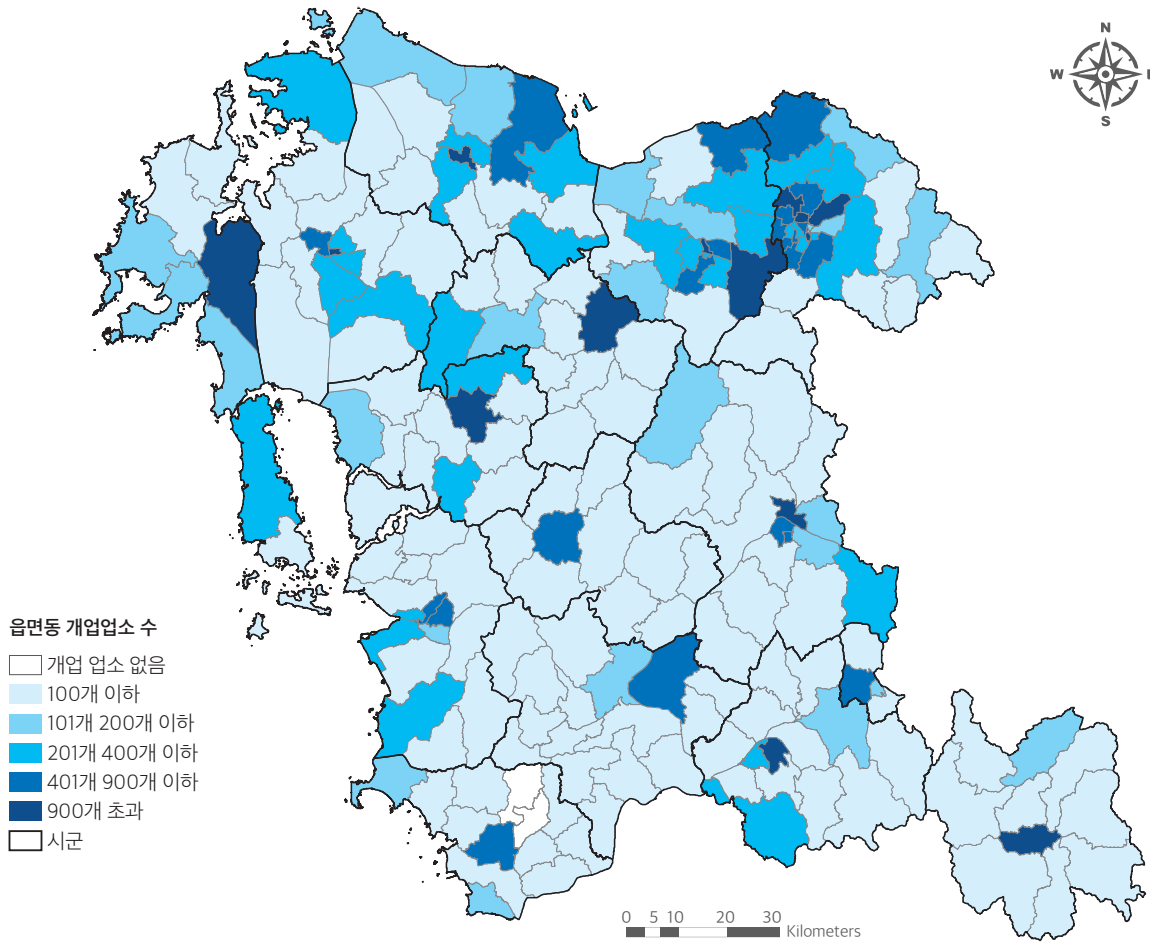 N
W
S
읍면동 개업업소 수
개업 업소 없음
100개 이하
101개 200개 이하
201개 400개 이하
401개 900개 이하
900개 초과
시군
0 5 10 20 30
Kilometers